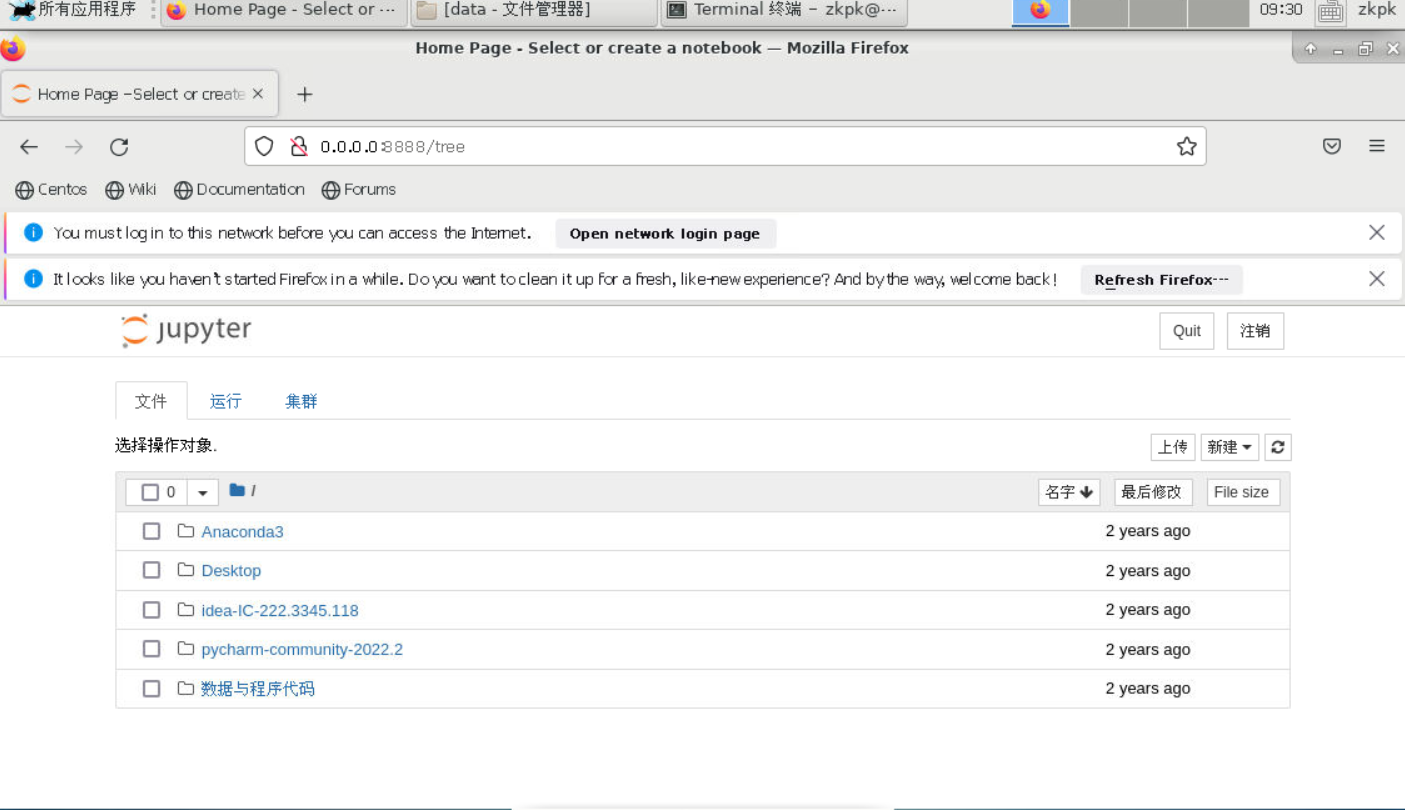 所有应用程序 Home Page - Select or ··· [data - 文件管理器] Terminal 终端 - zkpk@··· 09:30 zkpk
Home Page - Select or create a notebook — Mozilla Firefox
Home Page - Select or create
0.0.0.0:8888/tree
Centos Wiki Documentation Forums
You must log in to this network before you can access the Internet. Open network login page
It looks like you haven't started Firefox in a while. Do you want to clean it up for a fresh, like-new experience? And by the way, welcome back! Refresh Firefox···
jupyter Quit 注销
文件 运行 集群
选择操作对象. 上传 新建
0 / 名字 最后修改 File size
Anaconda3 2 years ago
Desktop 2 years ago
idea-IC-222.3345.118 2 years ago
pycharm-community-2022.2 2 years ago
数据与程序代码 2 years ago